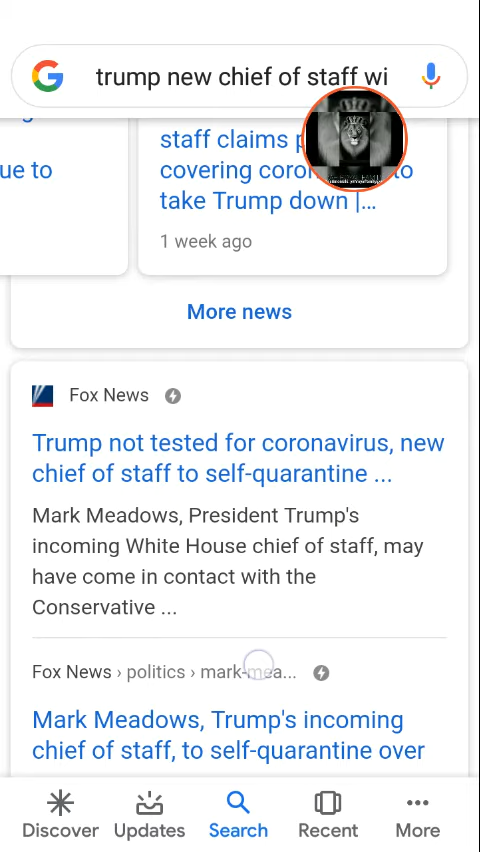 trump new chief of staff wi
staff claims
ue to
covering to
take Trump down |...
1 week ago
More news
Fox News
Trump not tested for coronavirus, new
chief of staff to self-quarantine ...
Mark Meadows, President Trump's
incoming White House chief of staff, may
have come in contact with the
Conservative ...
Fox News › politics › mark-mea...
Mark Meadows, Trump's incoming
chief of staff, to self-quarantine over
Discover Updates Search Recent More